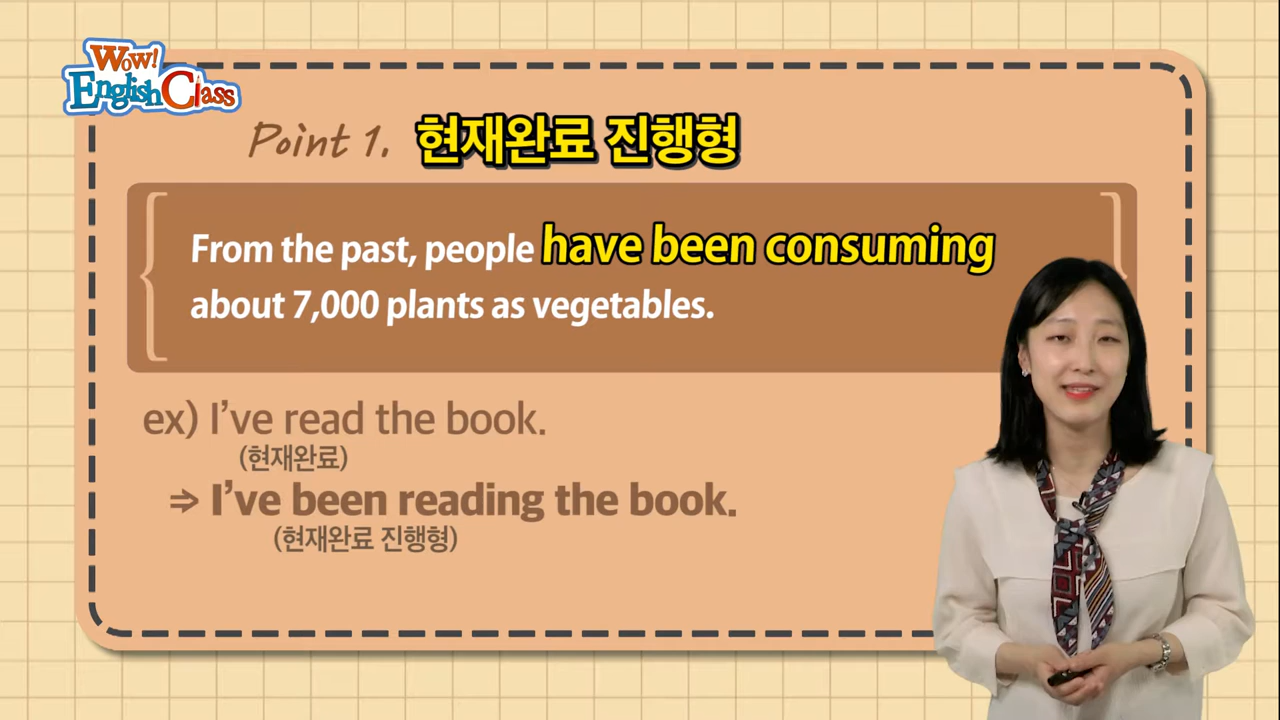 Wow!
English Class
Point 1. 현재완료 진행형
From the past, people have been consuming
about 7,000 plants as vegetables.
ex) I've read the book.
(현재완료)
⇒ I've been reading the book.
(현재완료 진행형)